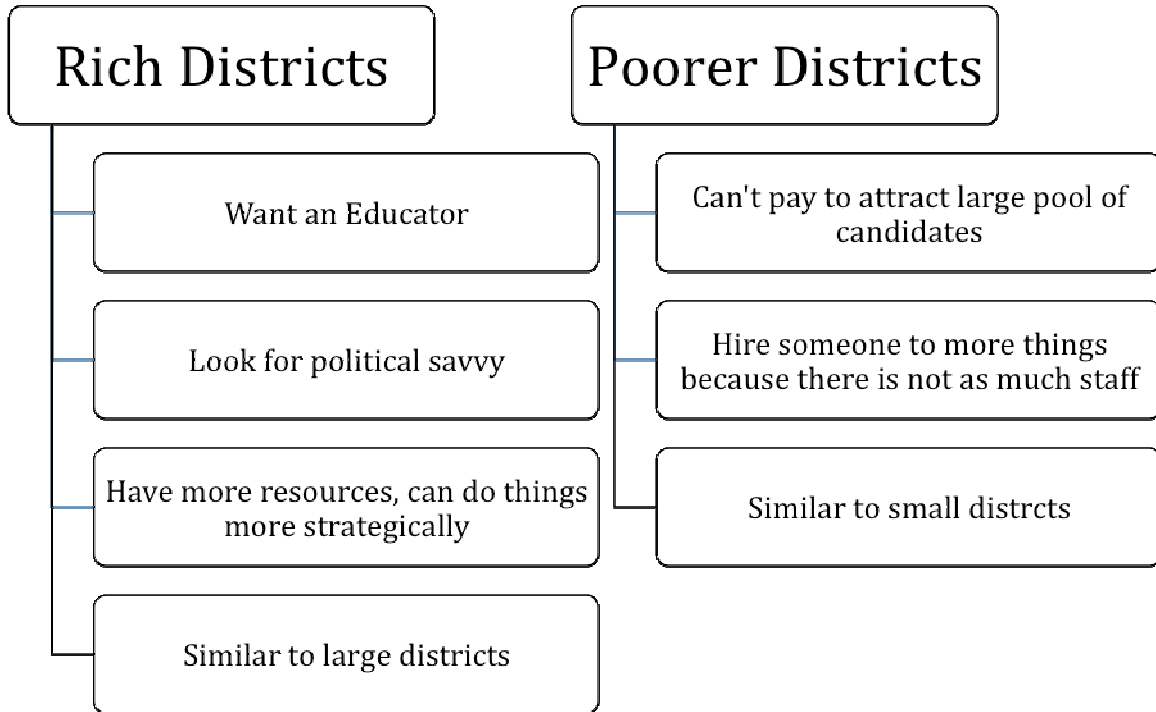 Rich Districts
Want an Educator
Look for political savvy
Have more resources, can do things
more strategically
Similar to large districts
Poorer Districts
Can't pay to attract large pool of
candidates
Hire someone to more things
because there is not as much staff
Similar to small distrcts